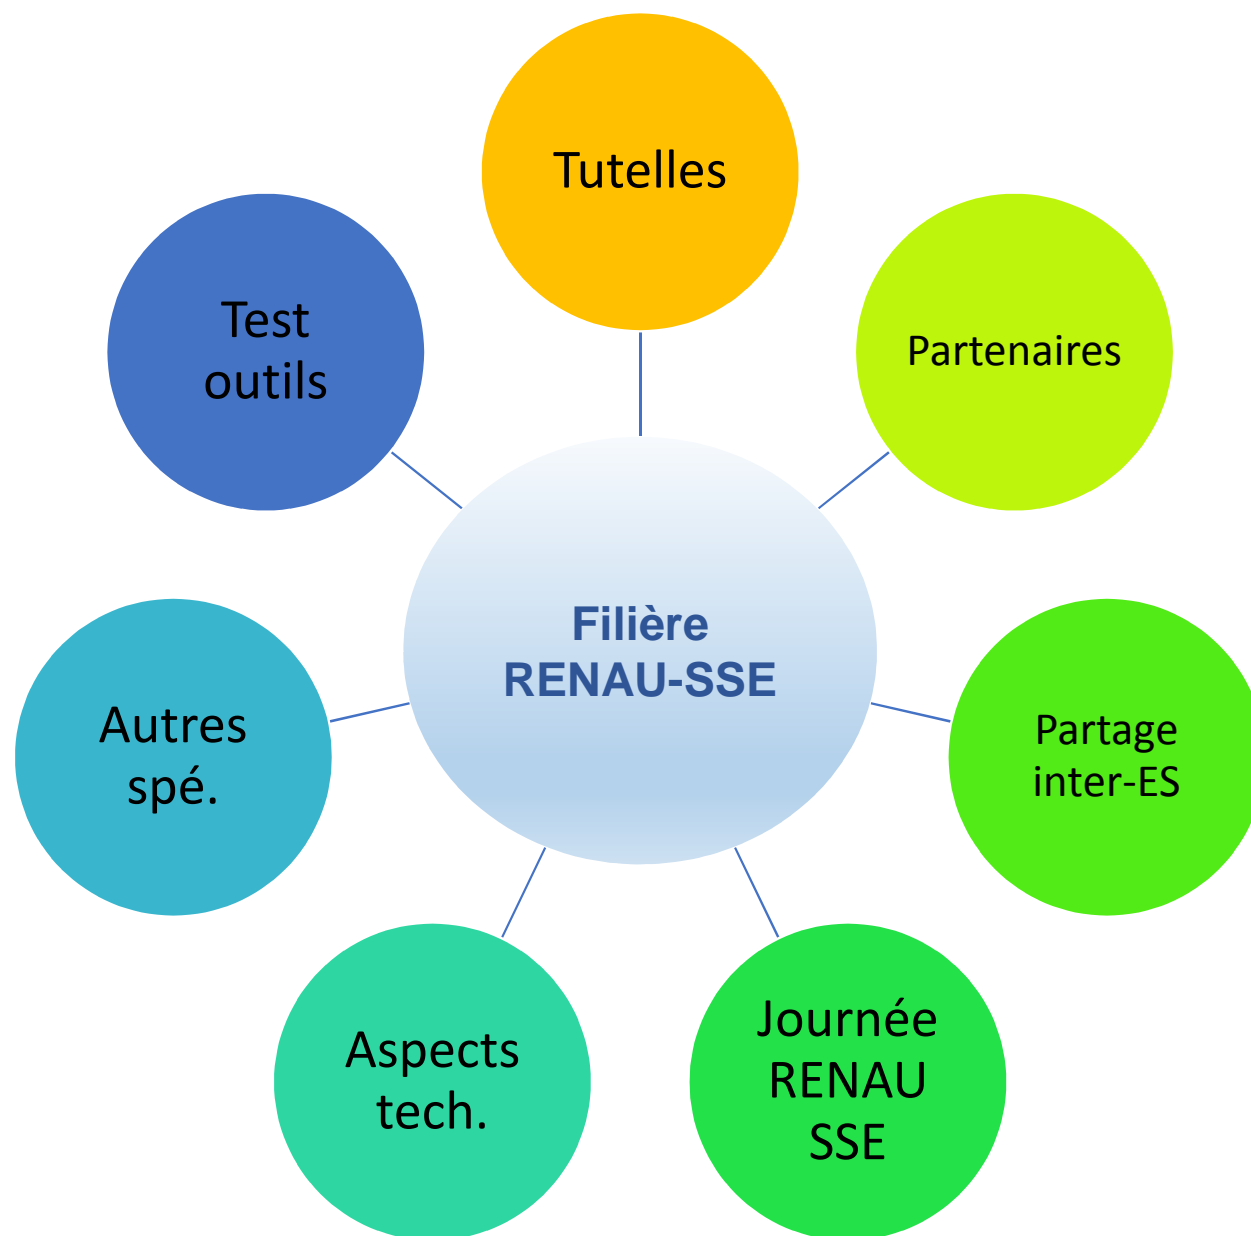 Tutelles
Test
outils
Partenaires
Filière
RENAU-SSE
Autres
spé.
Partage
inter-ES
Aspects
tech.
Journée
RENAU
SSE